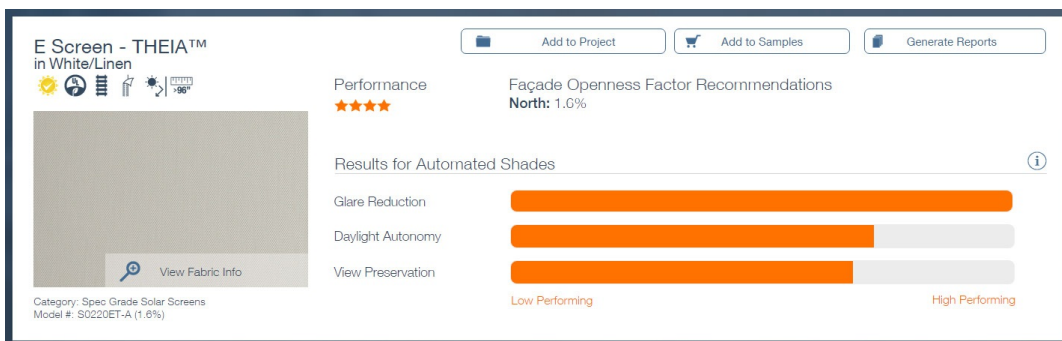 E Screen - THEIA™
in White/Linen
>96"
Category: Spec Grade Solar Screens
Model #: S0220ET-A (1.6%)
View Fabric Info
Add to Project
Add to Samples
Generate Reports
Performance
Façade Openness Factor Recommendations
North: 1.6%
Results for Automated Shades
i
Glare Reduction
Daylight Autonomy
View Preservation
Low Performing
High Performing